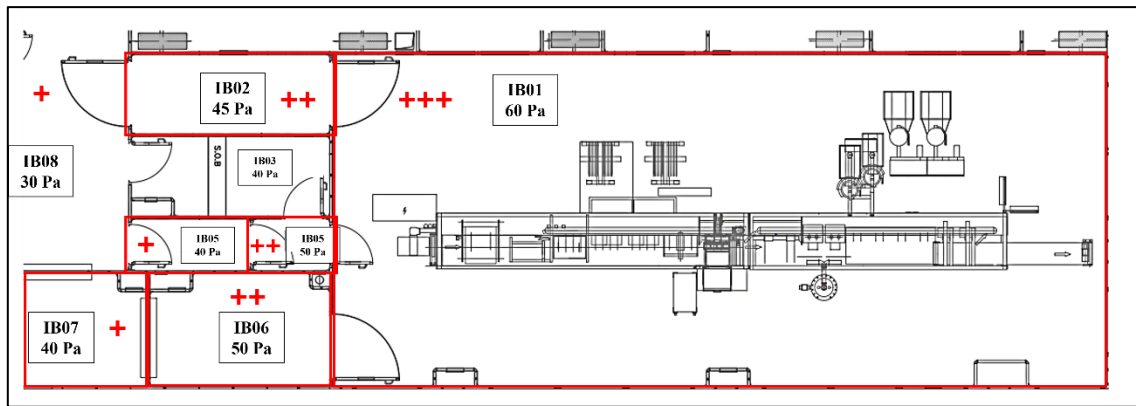 IB02
45 Pa
++
+
+++
IB01
60 Pa
IB08
30 Pa
S.O.B
IB03
40 Pa
+
IB05
40 Pa
++
IB05
50 Pa
++
IB07
40 Pa
+
IB06
50 Pa